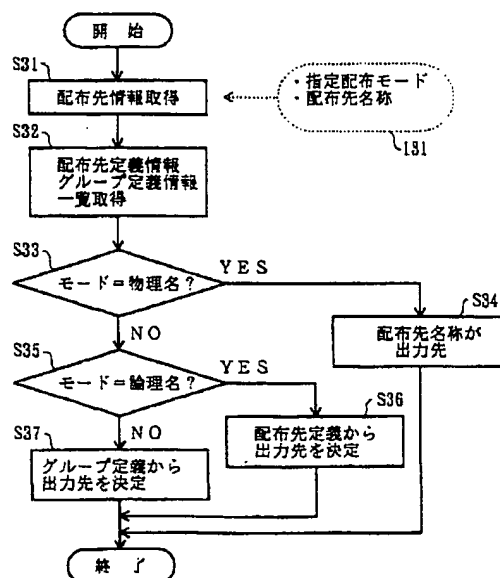 開 始
S31
配布先情報取得
・指定配布モード
・配布先名称
131
S32
配布先定義情報
グループ定義情報
一覧取得
S33
モード＝物理名？
YES
NO
S34
配布先名称が
出力先
S35
モード＝論理名？
YES
NO
S36
配布先定義から
出力先を決定
S37
グループ定義から
出力先を決定
終 了